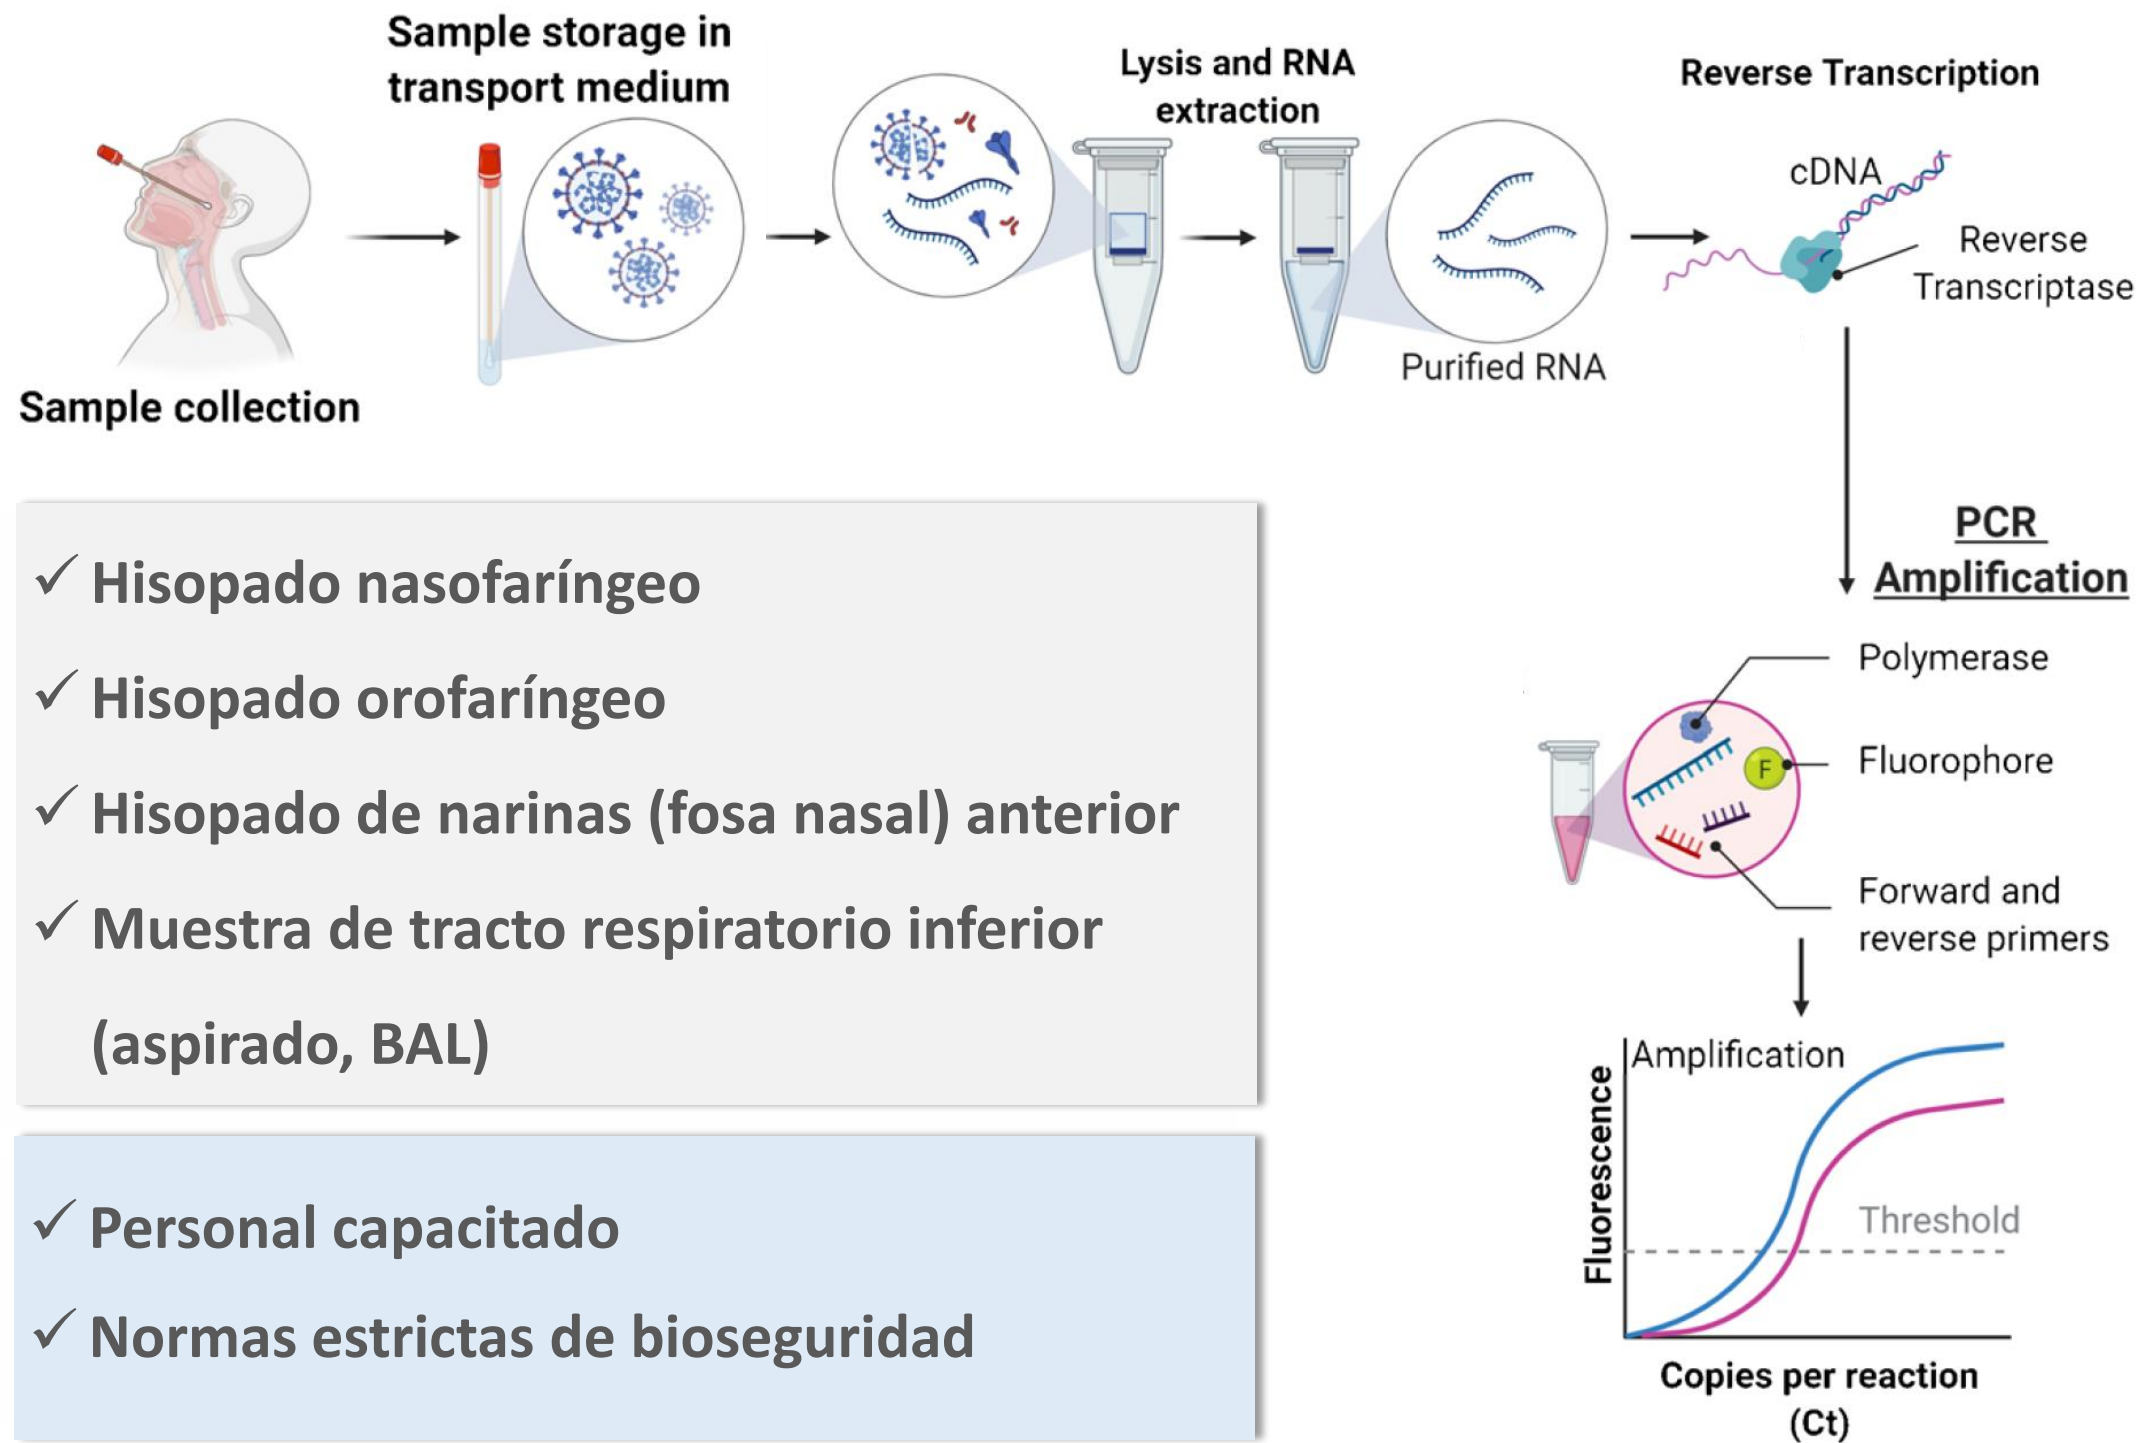 Sample storage in
transport medium
Lysis and RNA
extraction
Reverse Transcription
cDNA
Reverse
Transcriptase
Purified RNA
Sample collection
PCR
Amplification
Polymerase
Fluorophore
F
Forward and
reverse primers
✓ Hisopado nasofaríngeo
✓ Hisopado orofaríngeo
✓ Hisopado de narinas (fosa nasal) anterior
✓ Muestra de tracto respiratorio inferior
(aspirado, BAL)
✓ Personal capacitado
✓ Normas estrictas de bioseguridad
Amplification
Fluorescence
Threshold
Copies per reaction
(Ct)